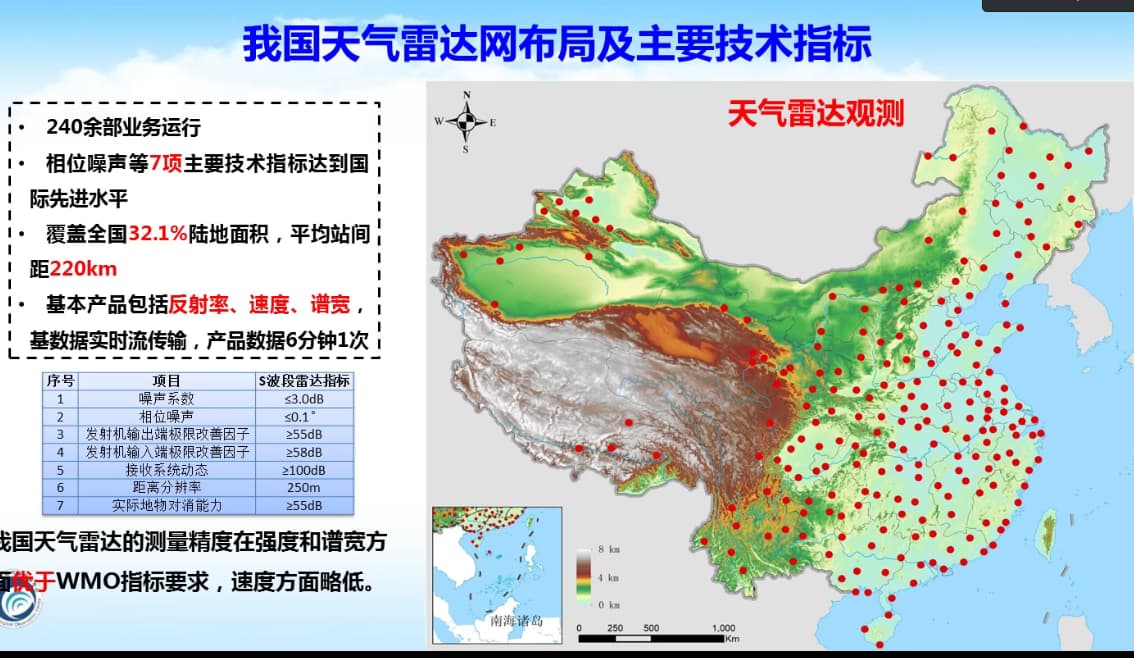 我国天气雷达网布局及主要技术指标
• 240余部业务运行
• 相位噪声等7项主要技术指标达到国
际先进水平
• 覆盖全国32.1%陆地面积，平均站间
距220km
• 基本产品包括反射率、速度、谱宽，
基数据实时流传输，产品数据6分钟1次
序号 项目 S波段雷达指标
1 噪声系数 ≤3.0dB
2 相位噪声 ≤0.1°
3 发射机输出端极限改善因子 ≥55dB
4 发射机输入端极限改善因子 ≥58dB
5 接收系统动态 ≥100dB
6 距离分辨率 250m
7 实际地物对消能力 ≥55dB
我国天气雷达的测量精度在强度和谱宽方
面优于WMO指标要求，速度方面略低。
天气雷达观测
N
W E
S
南海诸岛
8 km
4 km
0 km
0 250 500 1,000
Km